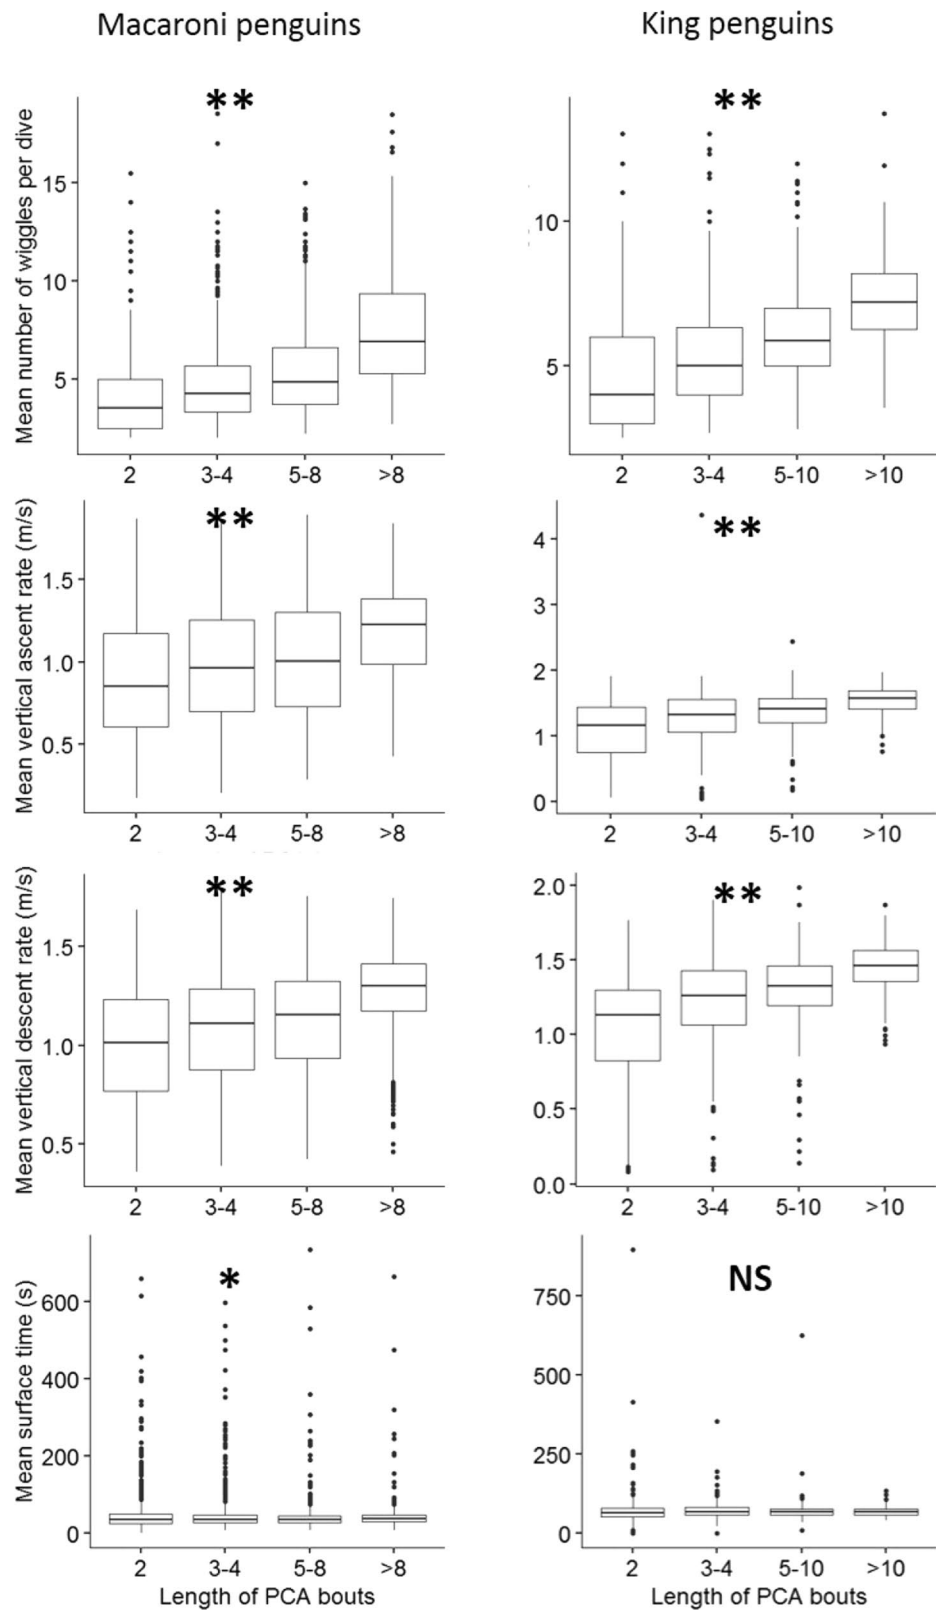 Macaroni penguins
King penguins
Mean number of wiggles per dive
15
10
5
**
2 3-4 5-8 >8
10
5
**
2 3-4 5-10 >10
Mean vertical ascent rate (m/s)
1.5
1.0
0.5
**
2 3-4 5-8 >8
4
3
2
1
0
**
2 3-4 5-10 >10
Mean vertical descent rate (m/s)
1.5
1.0
0.5
**
2 3-4 5-8 >8
2.0
1.5
1.0
0.5
0.0
**
2 3-4 5-10 >10
Mean surface time (s)
600
400
200
0
*
2 3-4 5-8 >8
Length of PCA bouts
750
500
250
0
NS
2 3-4 5-10 >10
Length of PCA bouts